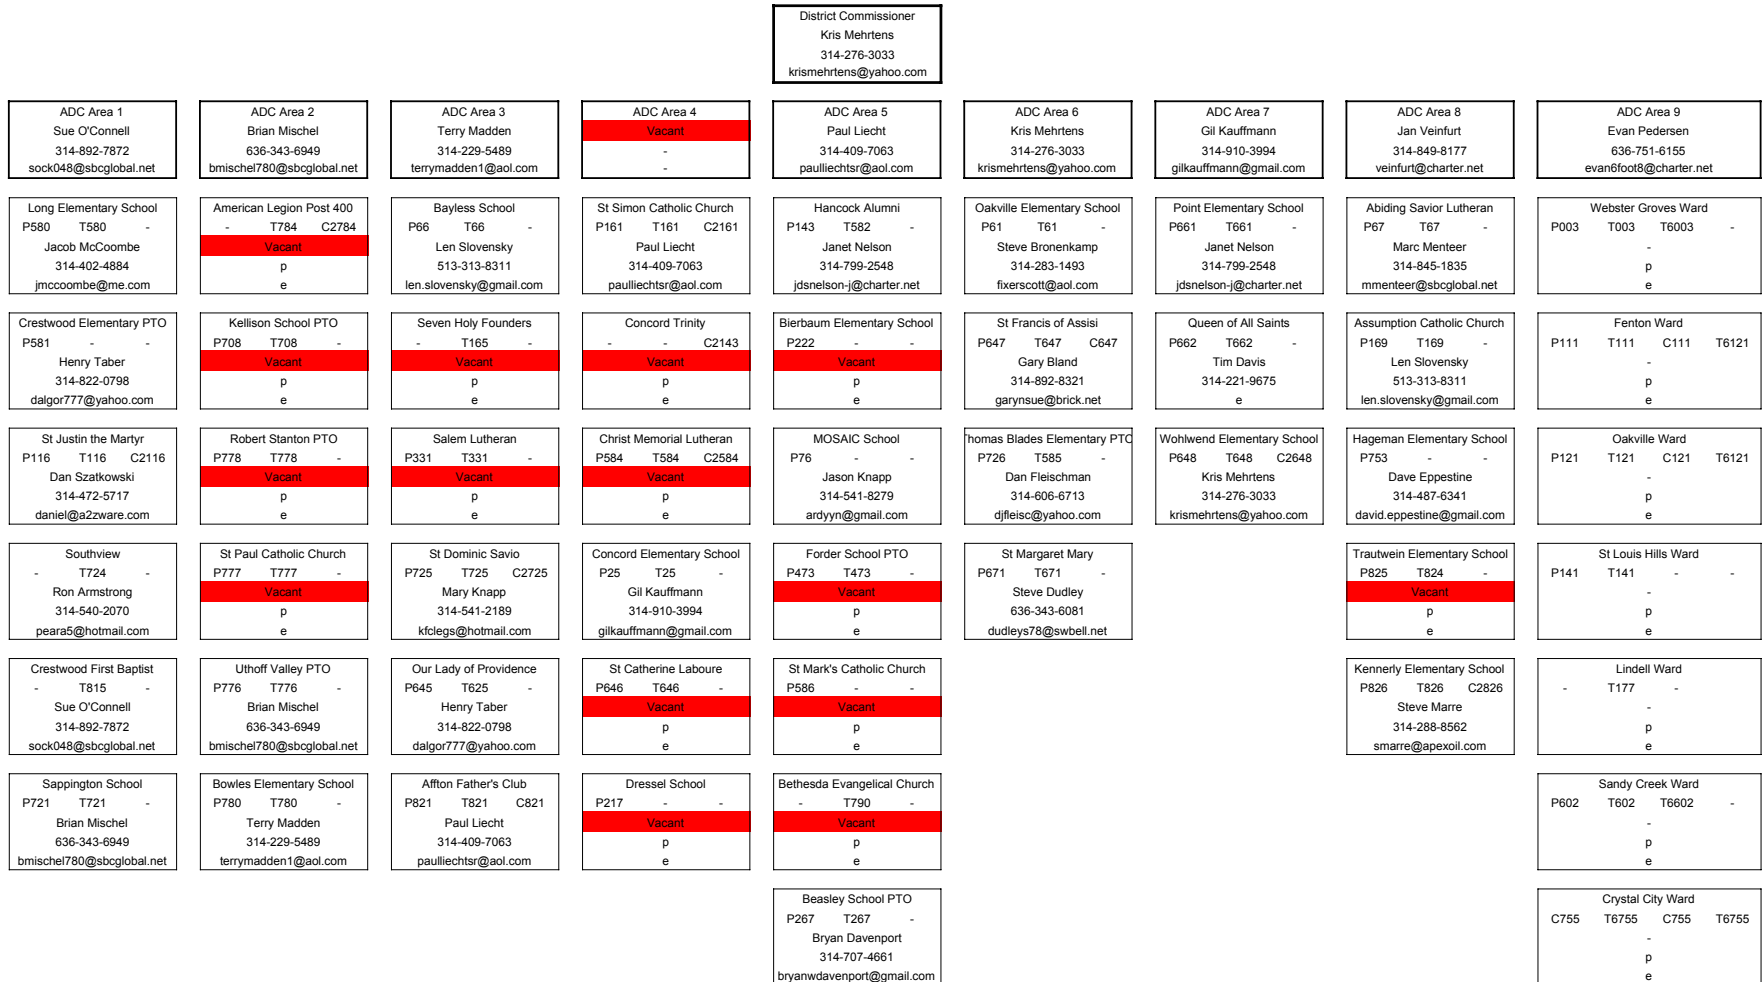 District Commissioner
Kris Mehrtens
314-276-3033
krismehrtens@yahoo.com
ADC Area 1
Sue O'Connell
314-892-7872
sock048@sbcglobal.net
ADC Area 2
Brian Mischel
636-343-6949
bmischel780@sbcglobal.net
ADC Area 3
Terry Madden
314-229-5489
terrymadden1@aol.com
ADC Area 4
Vacant
-
-
ADC Area 5
Paul Liecht
314-409-7063
paulliechtsr@aol.com
ADC Area 6
Kris Mehrtens
314-276-3033
krismehrtens@yahoo.com
ADC Area 7
Gil Kauffmann
314-910-3994
gilkauffmann@gmail.com
ADC Area 8
Jan Veinfurt
314-849-8177
veinfurt@charter.net
ADC Area 9
Evan Pedersen
636-751-6155
evan6foot8@charter.net
Long Elementary School
P580 T580 -
Jacob McCoombe
314-402-4884
jmccoombe@me.com
American Legion Post 400
- T784 C2784
Vacant
p
e
Bayless School
P66 T66 -
Len Slovensky
513-313-8311
len.slovensky@gmail.com
St Simon Catholic Church
P161 T161 C2161
Paul Liecht
314-409-7063
paulliechtsr@aol.com
Hancock Alumni
P143 T582 -
Janet Nelson
314-799-2548
jdsnelson-j@charter.net
Oakville Elementary School
P61 T61 -
Steve Bronenkamp
314-283-1493
fixerscott@aol.com
Point Elementary School
P661 T661 -
Janet Nelson
314-799-2548
jdsnelson-j@charter.net
Abiding Savior Lutheran
P67 T67 -
Marc Menteer
314-845-1835
mmenteer@sbcglobal.net
Webster Groves Ward
P003 T003 T6003 -
-
p
e
Crestwood Elementary PTO
P581 - -
Henry Taber
314-822-0798
dalgor777@yahoo.com
Kellison School PTO
P708 T708 -
Vacant
p
e
Seven Holy Founders
- T165 -
Vacant
p
e
Concord Trinity
- - C2143
Vacant
p
e
Bierbaum Elementary School
P222 - -
Vacant
p
e
St Francis of Assisi
P647 T647 C647
Gary Bland
314-892-8321
garynsue@brick.net
Queen of All Saints
P662 T662 -
Tim Davis
314-221-9675
e
Assumption Catholic Church
P169 T169 -
Len Slovensky
513-313-8311
len.slovensky@gmail.com
Fenton Ward
P111 T111 C111 T6121
-
p
e
St Justin the Martyr
P116 T116 C2116
Dan Szatkowski
314-472-5717
daniel@a2zware.com
Robert Stanton PTO
P778 T778 -
Vacant
p
e
Salem Lutheran
P331 T331 -
Vacant
p
e
Christ Memorial Lutheran
P584 T584 C2584
Vacant
p
e
MOSAIC School
P76 - -
Jason Knapp
314-541-8279
ardyyn@gmail.com
homas Blades Elementary PTO
P726 T585 -
Dan Fleischman
314-606-6713
djfleisc@yahoo.com
Wohlwend Elementary School
P648 T648 C2648
Kris Mehrtens
314-276-3033
krismehrtens@yahoo.com
Hageman Elementary School
P753 - -
Dave Eppestine
314-487-6341
david.eppestine@gmail.com
Oakville Ward
P121 T121 C121 T6121
-
p
e
Southview
- T724 -
Ron Armstrong
314-540-2070
peara5@hotmail.com
St Paul Catholic Church
P777 T777 -
Vacant
p
e
St Dominic Savio
P725 T725 C2725
Mary Knapp
314-541-2189
kfclegs@hotmail.com
Concord Elementary School
P25 T25 -
Gil Kauffmann
314-910-3994
gilkauffmann@gmail.com
Forder School PTO
P473 T473 -
Vacant
p
e
St Margaret Mary
P671 T671 -
Steve Dudley
636-343-6081
dudleys78@swbell.net
Trautwein Elementary School
P825 T824 -
Vacant
p
e
St Louis Hills Ward
P141 T141 - -
-
p
e
Crestwood First Baptist
- T815 -
Sue O'Connell
314-892-7872
sock048@sbcglobal.net
Uthoff Valley PTO
P776 T776 -
Brian Mischel
636-343-6949
bmischel780@sbcglobal.net
Our Lady of Providence
P645 T625 -
Henry Taber
314-822-0798
dalgor777@yahoo.com
St Catherine Laboure
P646 T646 -
Vacant
p
e
St Mark's Catholic Church
P586 - -
Vacant
p
e
Kennerly Elementary School
P826 T826 C2826
Steve Marre
314-288-8562
smarre@apexoil.com
Lindell Ward
- T177 -
-
p
e
Sappington School
P721 T721 -
Brian Mischel
636-343-6949
bmischel780@sbcglobal.net
Bowles Elementary School
P780 T780 -
Terry Madden
314-229-5489
terrymadden1@aol.com
Affton Father's Club
P821 T821 C821
Paul Liecht
314-409-7063
paulliechtsr@aol.com
Dressel School
P217 - -
Vacant
p
e
Bethesda Evangelical Church
- T790 -
Vacant
p
e
Sandy Creek Ward
P602 T602 T6602 -
-
p
e
Beasley School PTO
P267 T267 -
Bryan Davenport
314-707-4661
bryanwdavenport@gmail.com
Crystal City Ward
C755 T6755 C755 T6755
-
p
e